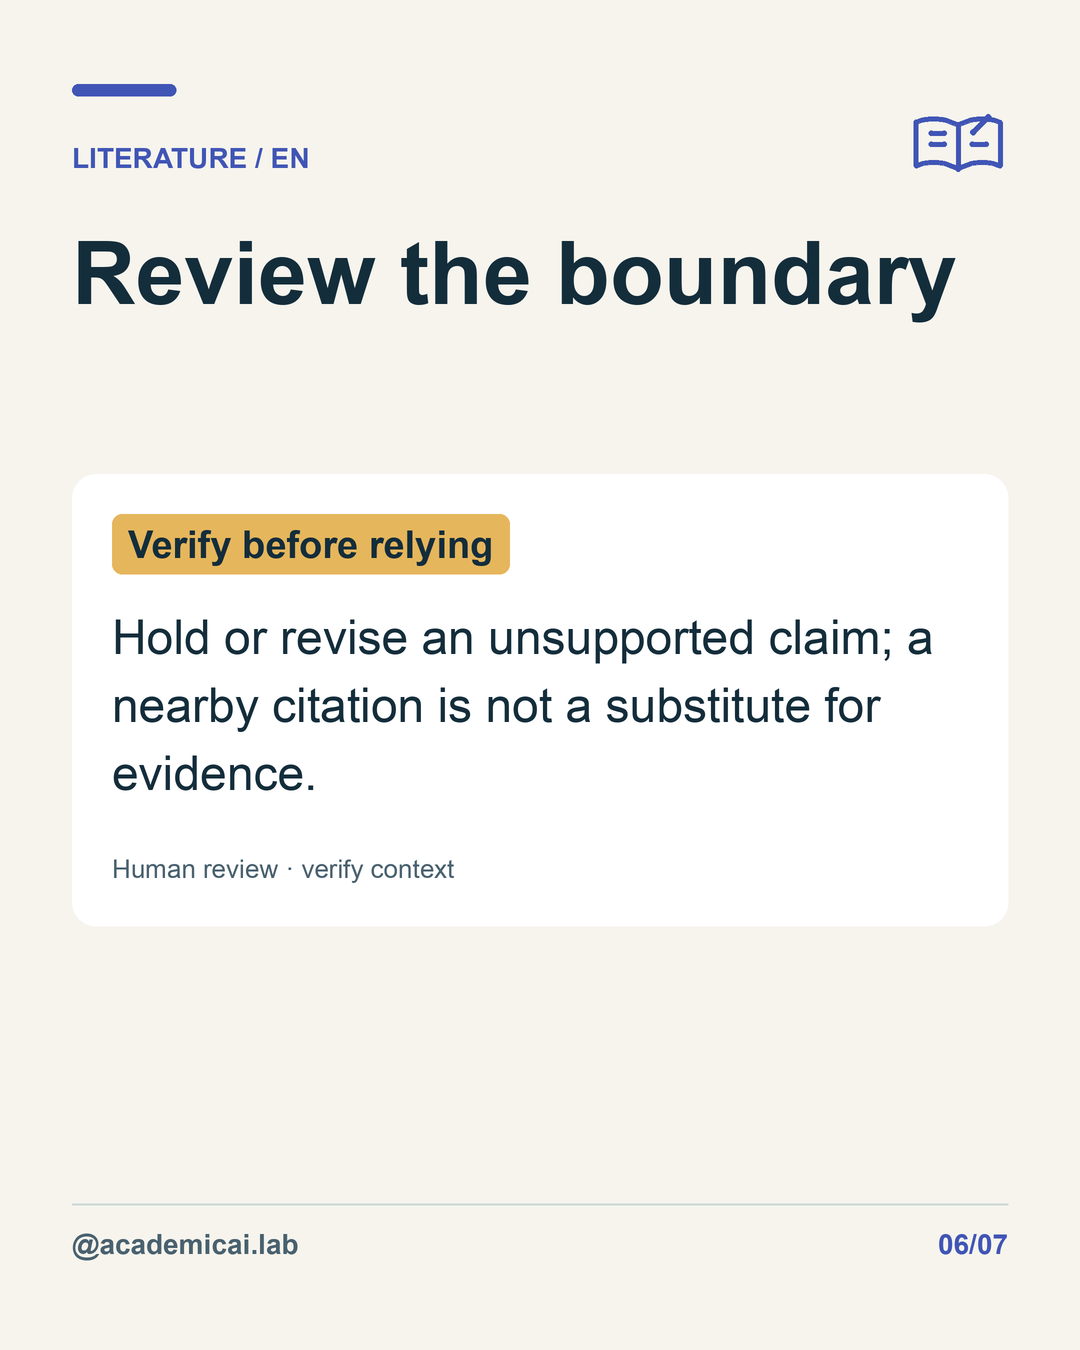 LITERATURE / EN
Review the boundary
Verify before relying
Hold or revise an unsupported claim; a
nearby citation is not a substitute for
evidence.
Human review · verify context
@academicai.lab
06/07